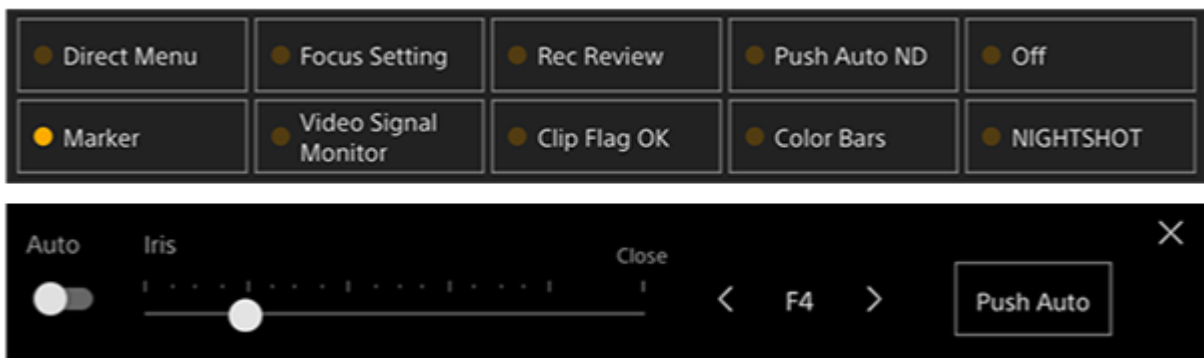 Direct Menu
Focus Setting
Rec Review
Push Auto ND
Off
Marker
Video Signal
Monitor
Clip Flag OK
Color Bars
NIGHTSHOT
Auto
Iris
Close
F4
Push Auto